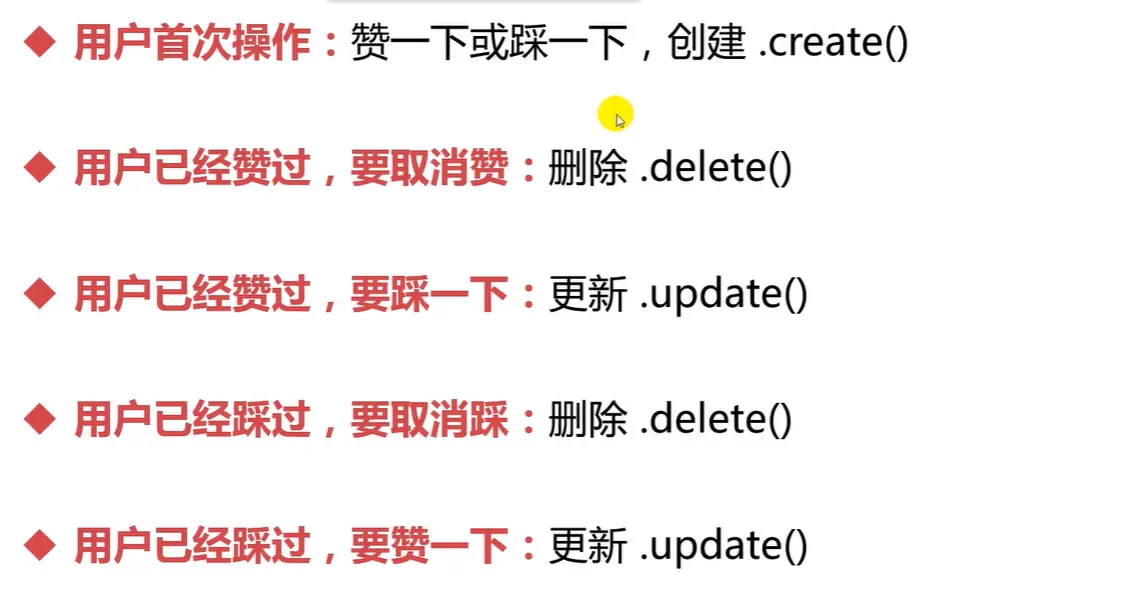 用户首次操作：赞一下或踩一下，创建 .create()
用户已经赞过，要取消赞：删除 .delete()
用户已经赞过，要踩一下：更新 .update()
用户已经踩过，要取消踩：删除 .delete()
用户已经踩过，要赞一下：更新 .update()